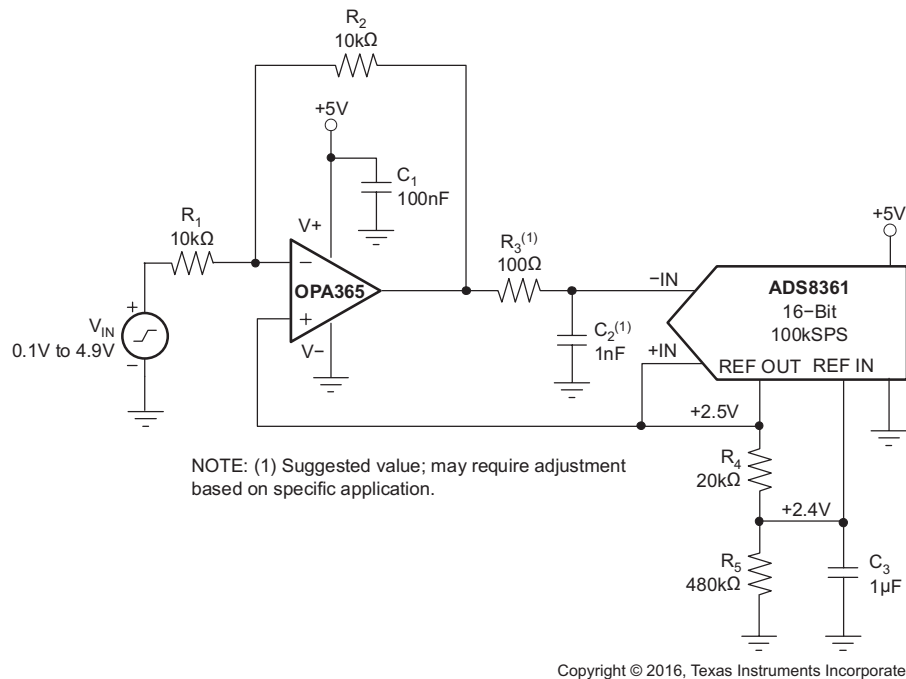 R2
10kΩ
+5V
C1
100nF
R1
10kΩ
V+
−
OPA365
+
V−
+
VIN
0.1V to 4.9V
−
R3(1)
100Ω
C2(1)
1nF
−IN
+IN
+5V
ADS8361
16−Bit
100kSPS
REF OUT REF IN
+2.5V
NOTE: (1) Suggested value; may require adjustment
based on specific application.
R4
20kΩ
+2.4V
R5
480kΩ
C3
1µF
Copyright © 2016, Texas Instruments Incorporate